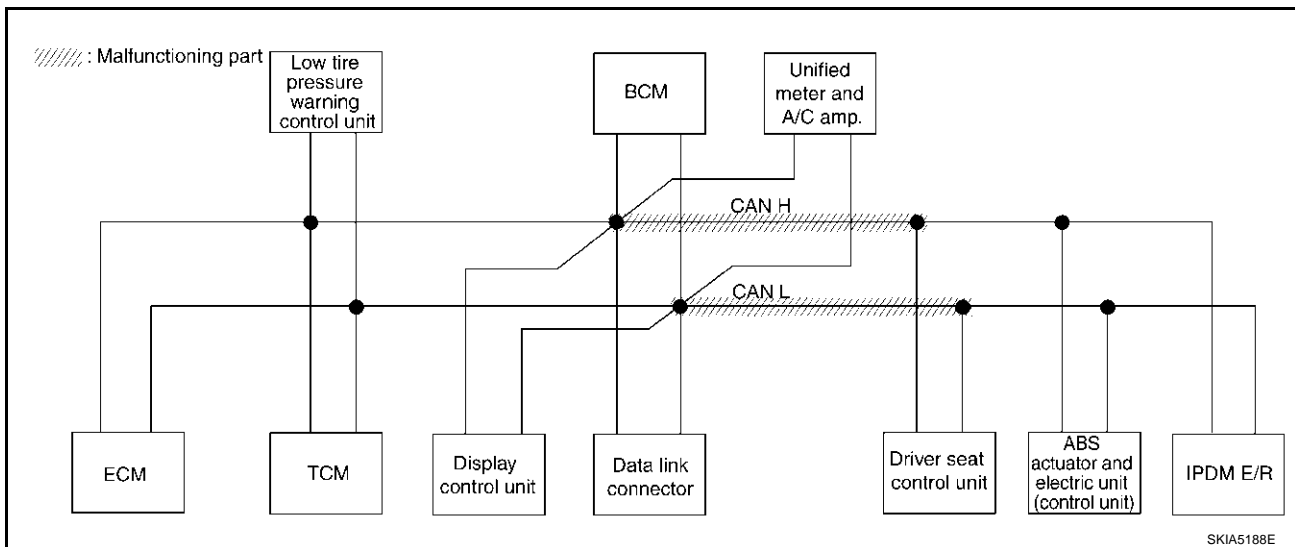 : Malfunctioning part
Low tire
pressure
warning
control unit
BCM
Unified
meter and
A/C amp.
CAN H
CAN L
ECM
TCM
Display
control unit
Data link
connector
Driver seat
control unit
ABS
actuator and
electric unit
(control unit)
IPDM E/R
SKIA5188E